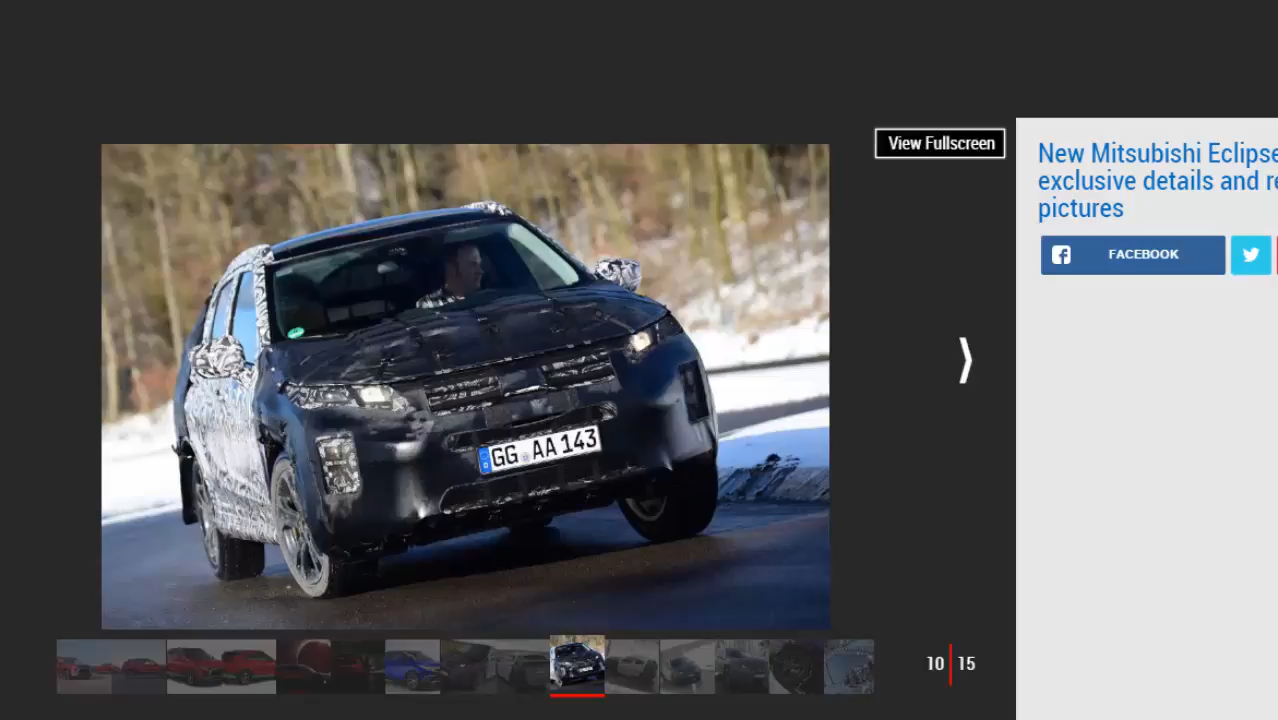 View Fullscreen
New Mitsubishi Eclipse
exclusive details and re
pictures
FACEBOOK
GG AA 143
10 15